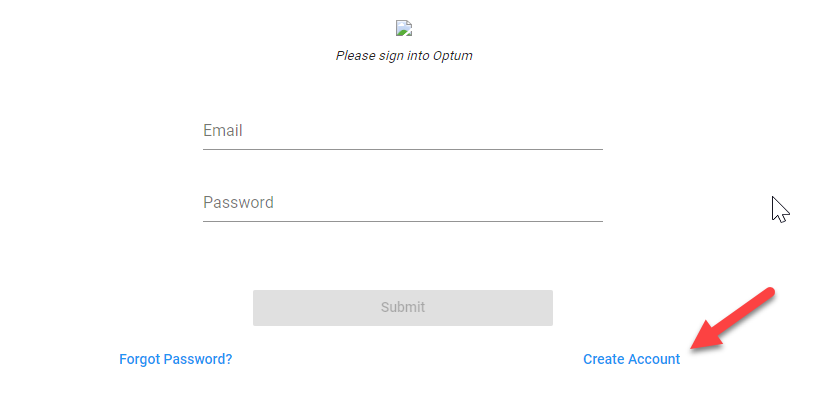 Please sign into Optum
Email
Password
Submit
Forgot Password?
Create Account